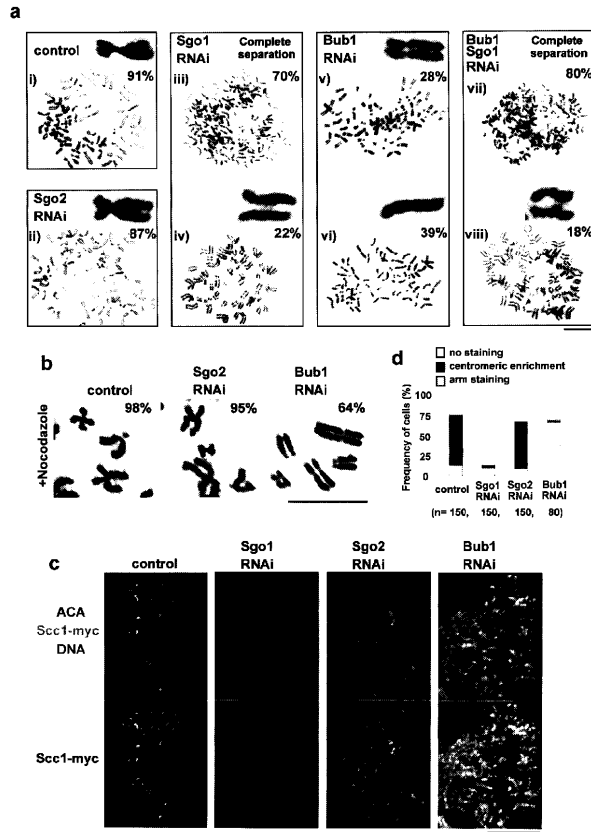 a
control
91%
i)
Sgo2
RNAi
87%
ii)
Sgo1
RNAi
Complete
separation
70%
iii)
iv)
22%
Bub1
RNAi
28%
v)
39%
vi)
Bub1
Sgo1
RNAi
Complete
separation
80%
vii)
viii)
18%
b
+Nocodazole
control
98%
Sgo2
RNAi
95%
Bub1
RNAi
64%
d
no staining
centromeric enrichment
arm staining
Frequency of cells (%)
100
75
50
25
0
control
Sgo1
RNAi
Sgo2
RNAi
Bub1
RNAi
(n= 150, 150, 150, 80)
c
control
Sgo1
RNAi
Sgo2
RNAi
Bub1
RNAi
ACA
Scc1-myc
DNA
Scc1-myc